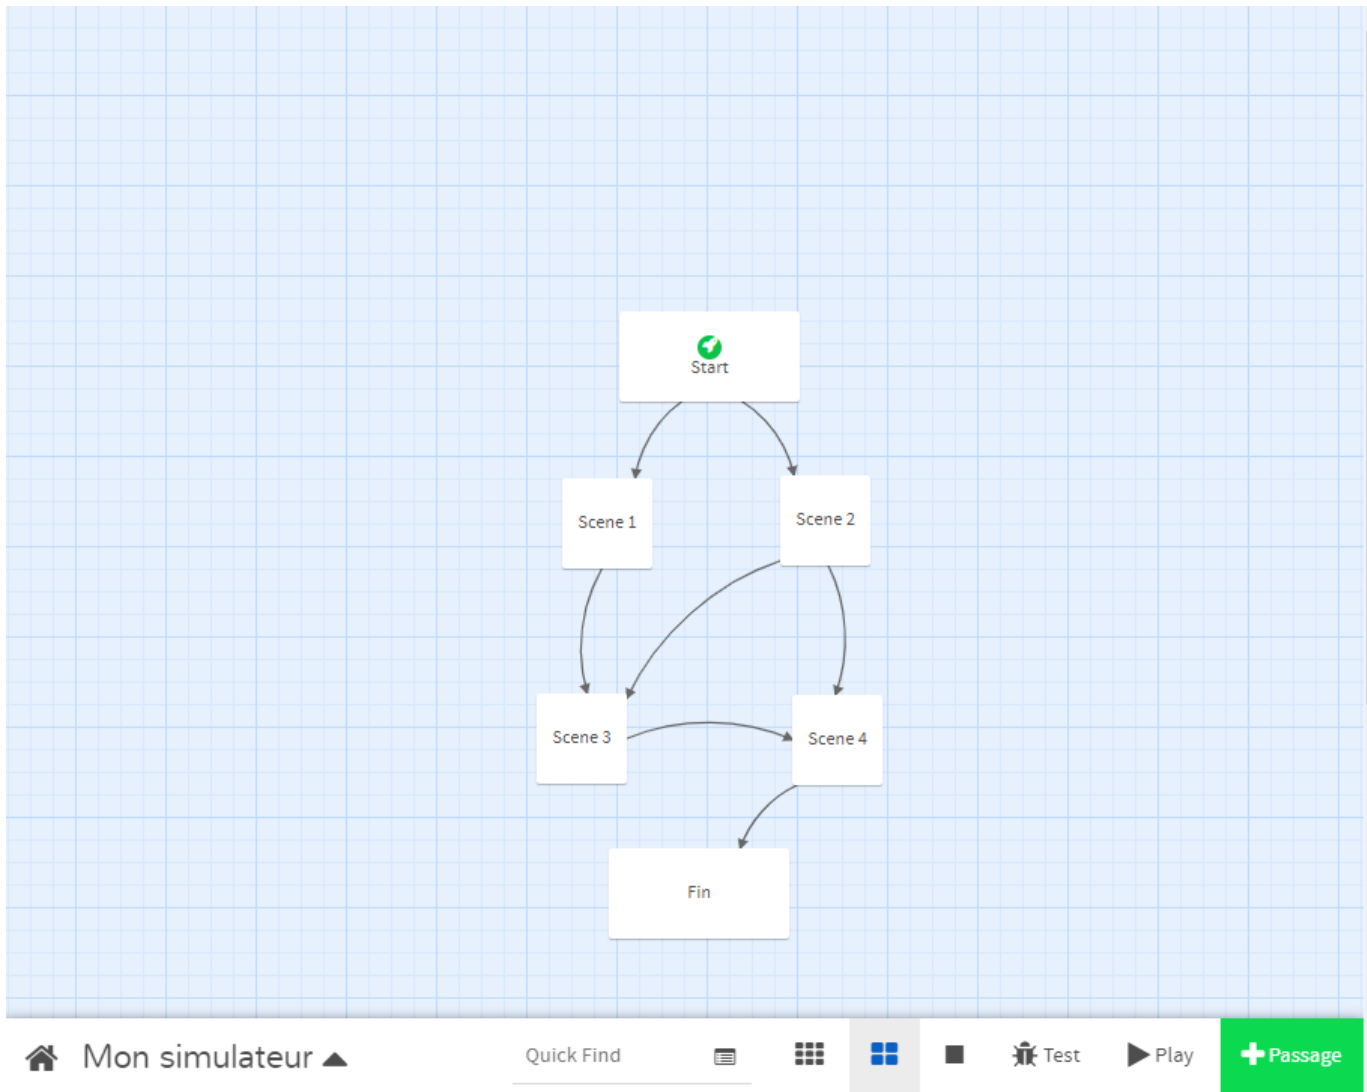 Start
Scene 1
Scene 2
Scene 3
Scene 4
Fin
Mon simulateur
Quick Find
Test
Play
Passage